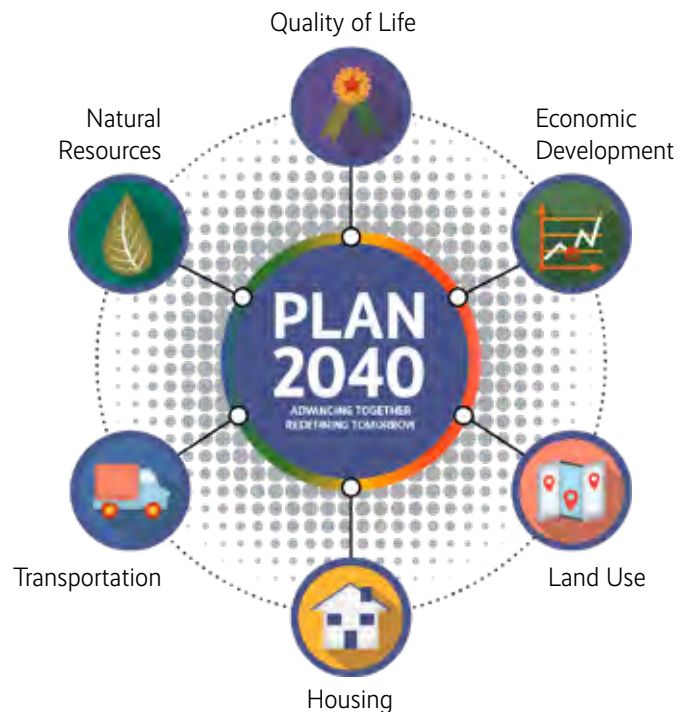 Quality of Life
Natural
Resources
Economic
Development
PLAN
2040
ADVANCING TOGETHER
REDEFINING TOMORROW
Transportation
Land Use
Housing